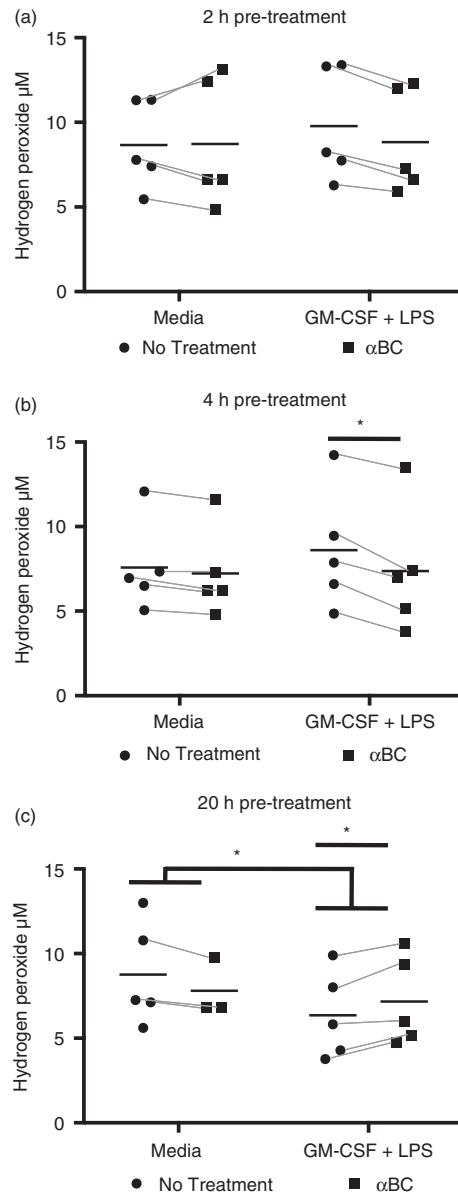 (a)
2 h pre-treatment
15
10
5
0
Hydrogen peroxide µM
Media
GM-CSF + LPS
No Treatment
αBC
(b)
4 h pre-treatment
*
15
10
5
0
Hydrogen peroxide µM
Media
GM-CSF + LPS
No Treatment
αBC
(c)
20 h pre-treatment
*
*
15
10
5
0
Hydrogen peroxide µM
Media
GM-CSF + LPS
No Treatment
αBC